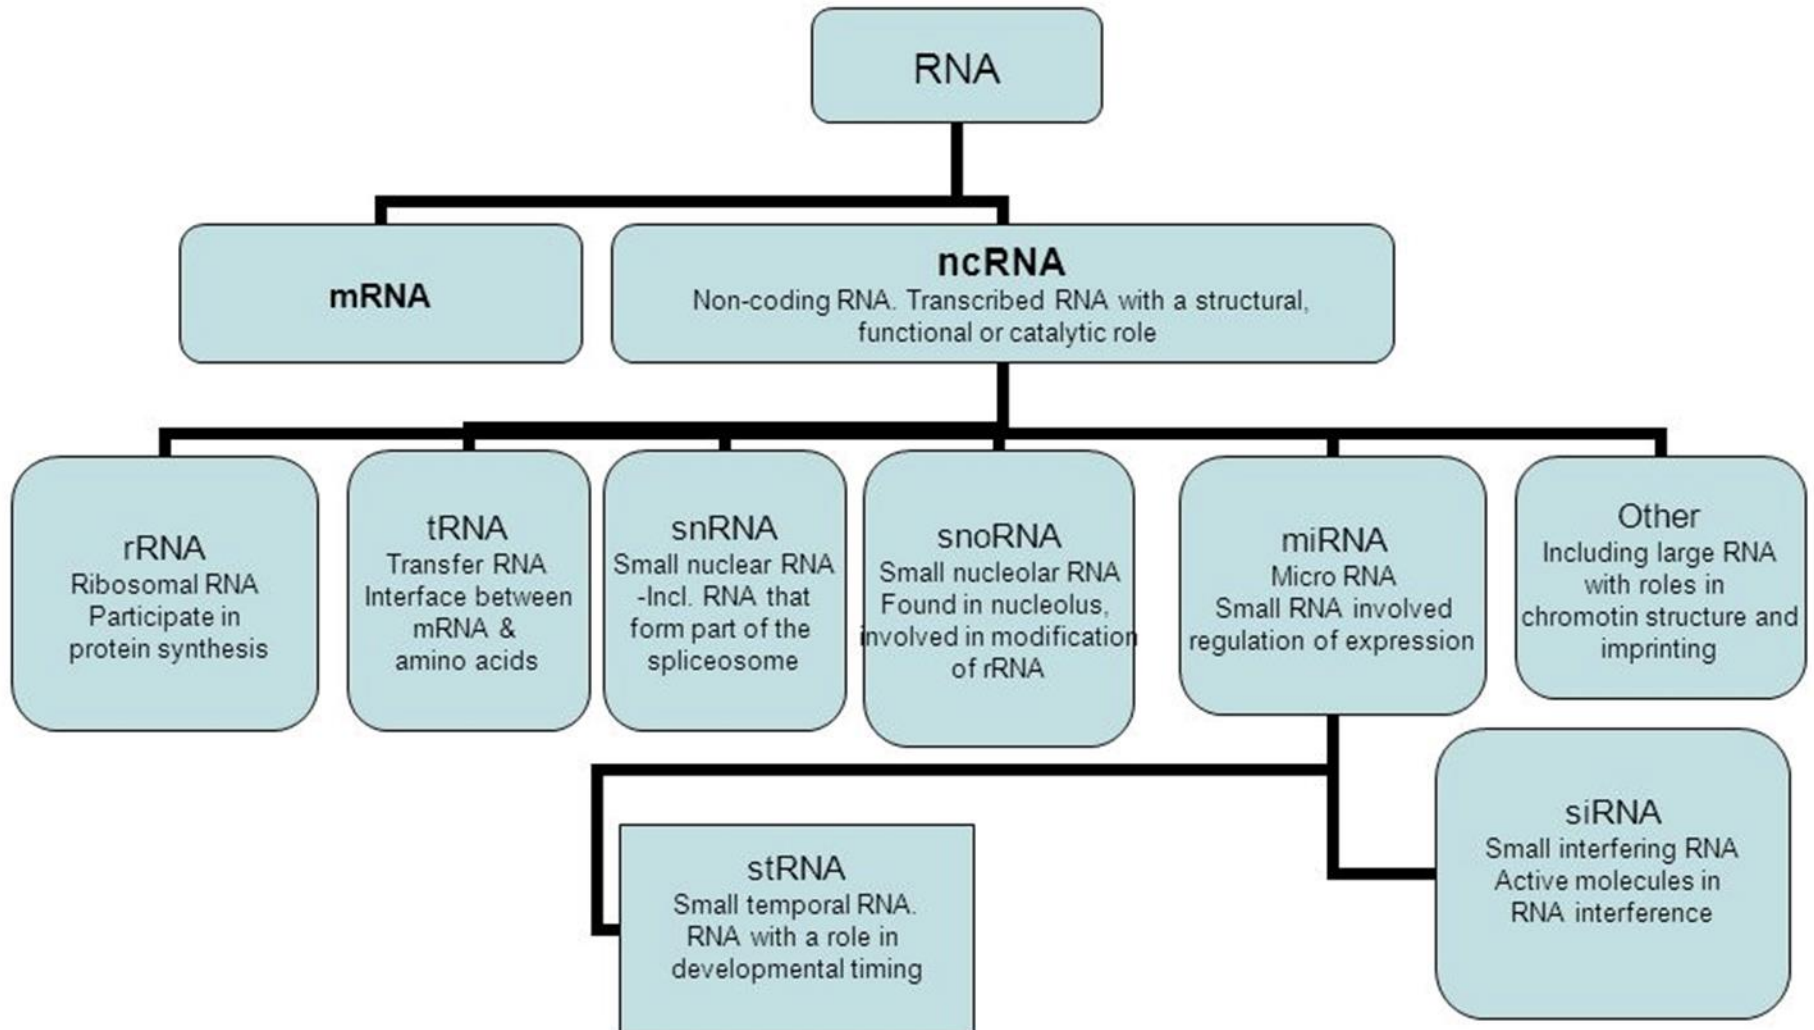 RNA
mRNA
ncRNA
Non-coding RNA. Transcribed RNA with a structural,
functional or catalytic role
rRNA
Ribosomal RNA
Participate in
protein synthesis
tRNA
Transfer RNA
Interface between
mRNA &
amino acids
snRNA
Small nuclear RNA
-Incl. RNA that
form part of the
spliceosome
snoRNA
Small nucleolar RNA
Found in nucleolus,
involved in modification
of rRNA
miRNA
Micro RNA
Small RNA involved
regulation of expression
Other
Including large RNA
with roles in
chromotin structure and
imprinting
stRNA
Small temporal RNA.
RNA with a role in
developmental timing
siRNA
Small interfering RNA
Active molecules in
RNA interference